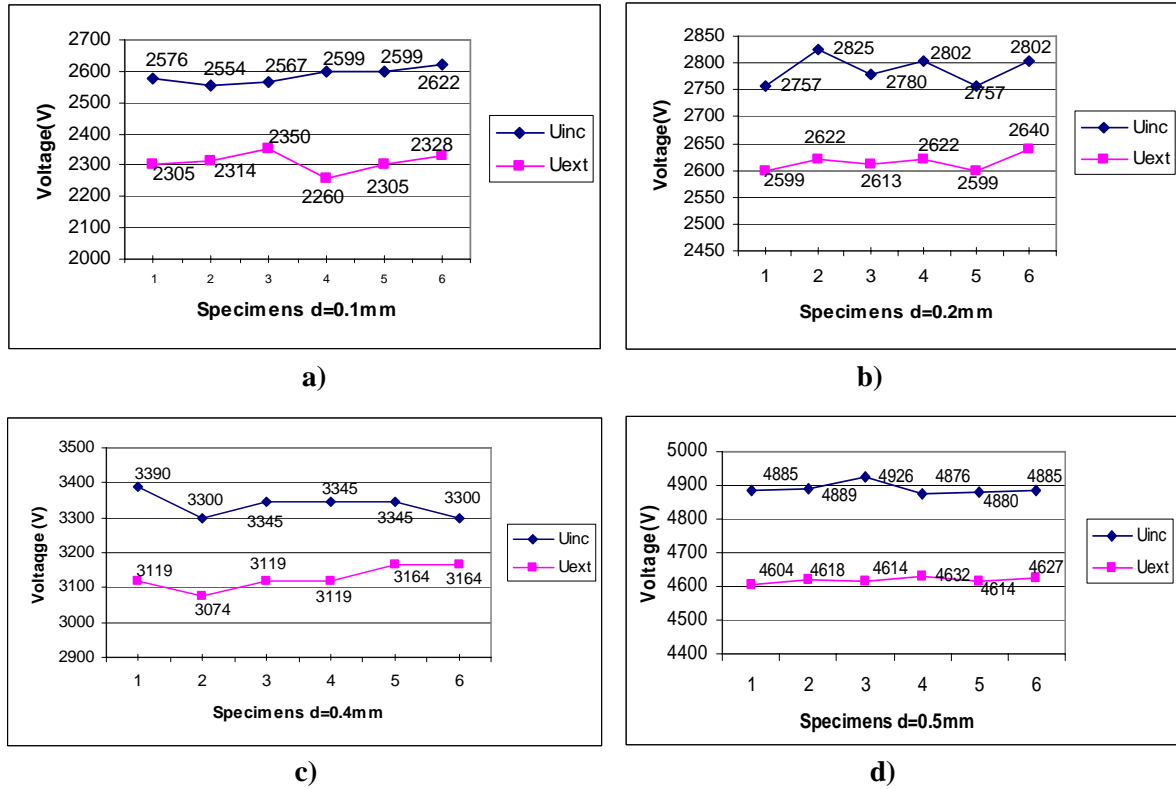 2700
2600
2500
2400
2300
2200
2100
2000
Voltage(V)
2576 2554 2567 2599 2599 2622
2305 2314 2350 2260 2305 2328
1 2 3 4 5 6
Specimens d=0.1mm
Uinc
Uext
a)
2850
2800
2750
2700
2650
2600
2550
2500
2450
Voltage(V)
2757 2825 2780 2802 2757 2802
2599 2622 2613 2622 2599 2640
1 2 3 4 5 6
Specimens d=0.2mm
Uinc
Uext
b)
3500
3400
3300
3200
3100
3000
2900
Voltaqge (V)
3390 3300 3345 3345 3345 3300
3119 3074 3119 3119 3164 3164
1 2 3 4 5 6
Specimens d=0.4mm
Uinc
Uext
c)
5000
4900
4800
4700
4600
4500
4400
Voltage(V)
4885 4889 4926 4876 4880 4885
4604 4618 4614 4632 4614 4627
1 2 3 4 5 6
Specimens d=0.5mm
Uinc
Uext
d)